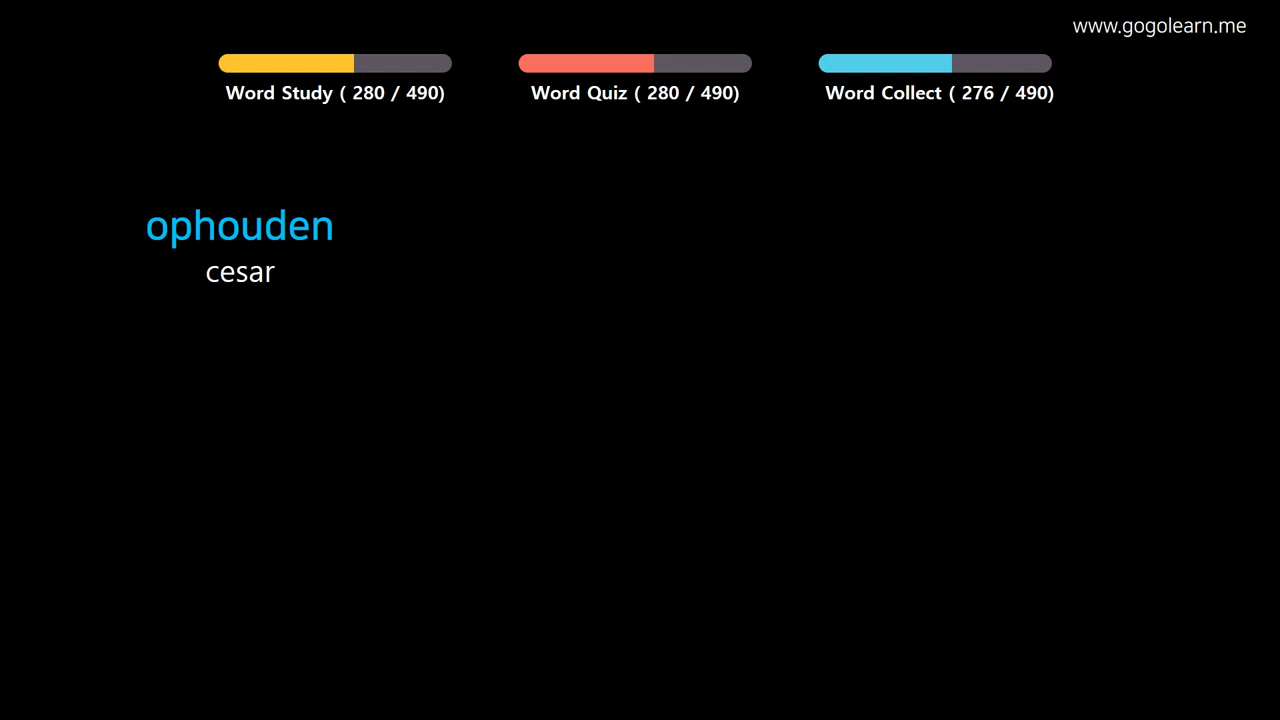 www.gogolearn.me
Word Study ( 280 / 490)
Word Quiz ( 280 / 490)
Word Collect ( 276 / 490)
ophouden
cesar